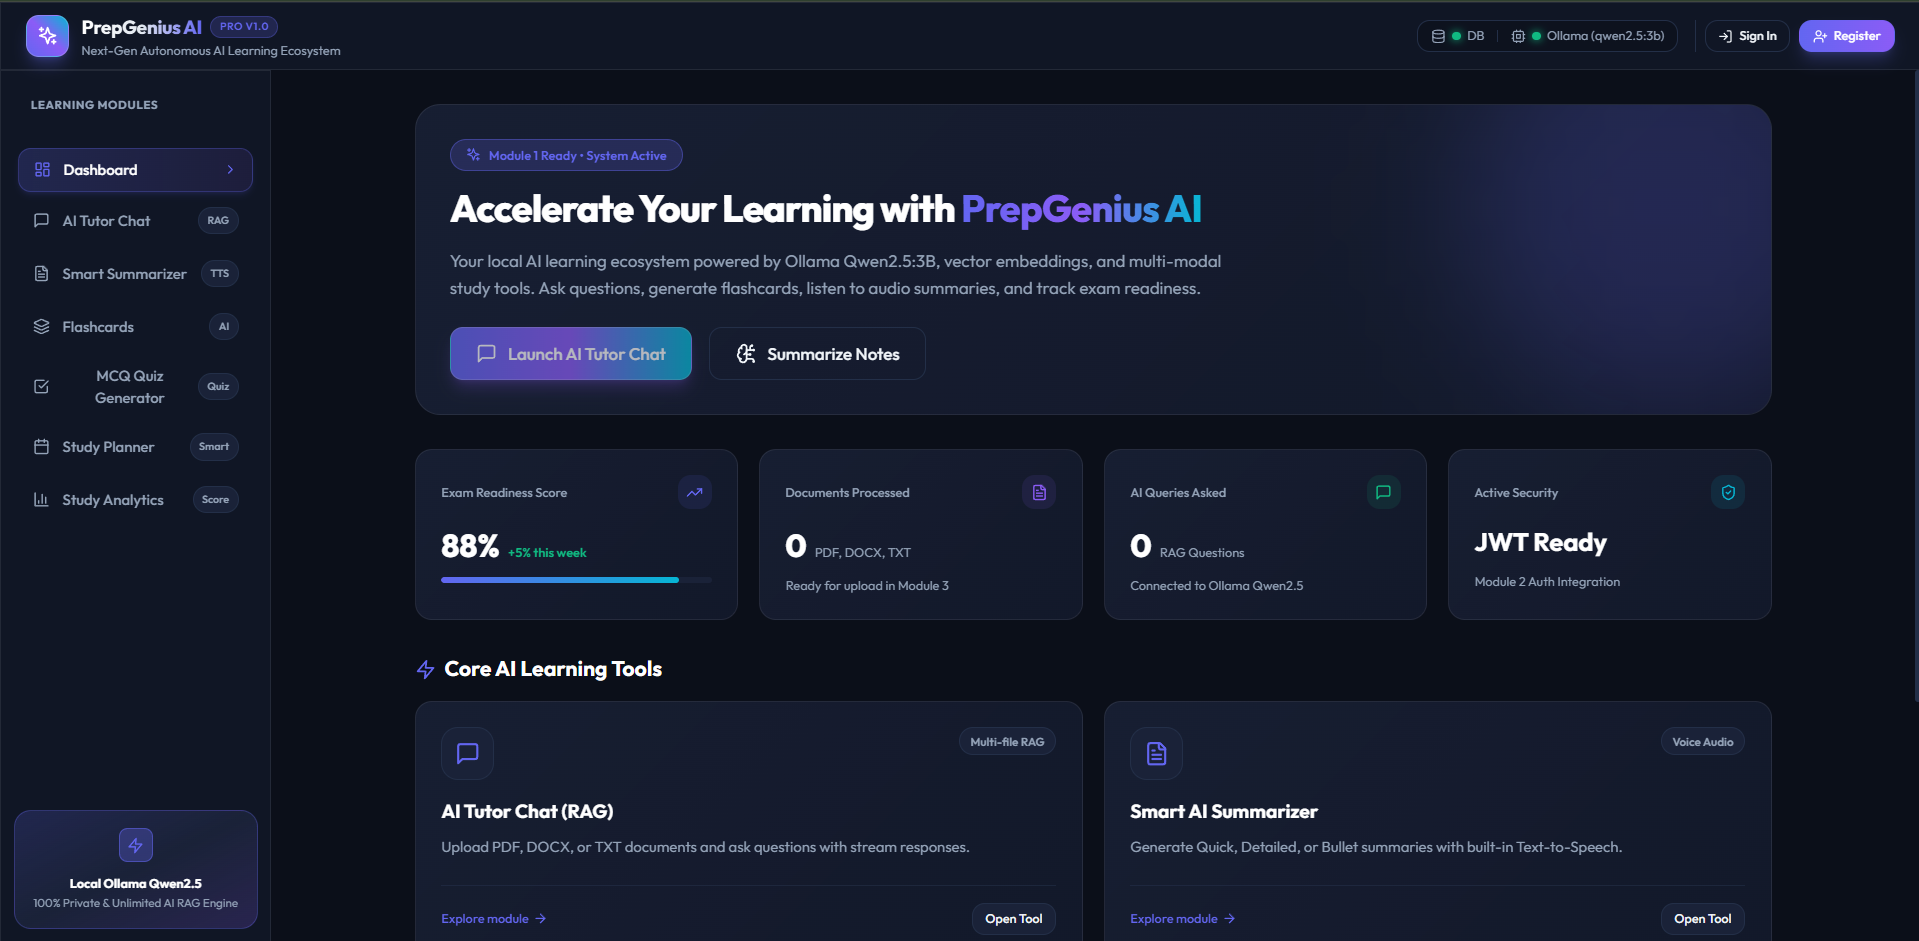 PrepGenius AI PRO V1.0
Next-Gen Autonomous AI Learning Ecosystem
DB Ollama (qwen2.5:3b) Sign In Register
LEARNING MODULES
Dashboard
AI Tutor Chat RAG
Smart Summarizer TTS
Flashcards AI
MCQ Quiz
Generator Quiz
Study Planner Smart
Study Analytics Score
Local Ollama Qwen2.5
100% Private & Unlimited AI RAG Engine
Module 1 Ready • System Active
Accelerate Your Learning with PrepGenius AI
Your local AI learning ecosystem powered by Ollama Qwen2.5:3B, vector embeddings, and multi-modal
study tools. Ask questions, generate flashcards, listen to audio summaries, and track exam readiness.
Launch AI Tutor Chat Summarize Notes
Exam Readiness Score
88% +5% this week
Documents Processed
0 PDF, DOCX, TXT
Ready for upload in Module 3
AI Queries Asked
0 RAG Questions
Connected to Ollama Qwen2.5
Active Security
JWT Ready
Module 2 Auth Integration
Core AI Learning Tools
Multi-file RAG
AI Tutor Chat (RAG)
Upload PDF, DOCX, or TXT documents and ask questions with stream responses.
Explore module Open Tool
Voice Audio
Smart AI Summarizer
Generate Quick, Detailed, or Bullet summaries with built-in Text-to-Speech.
Explore module Open Tool